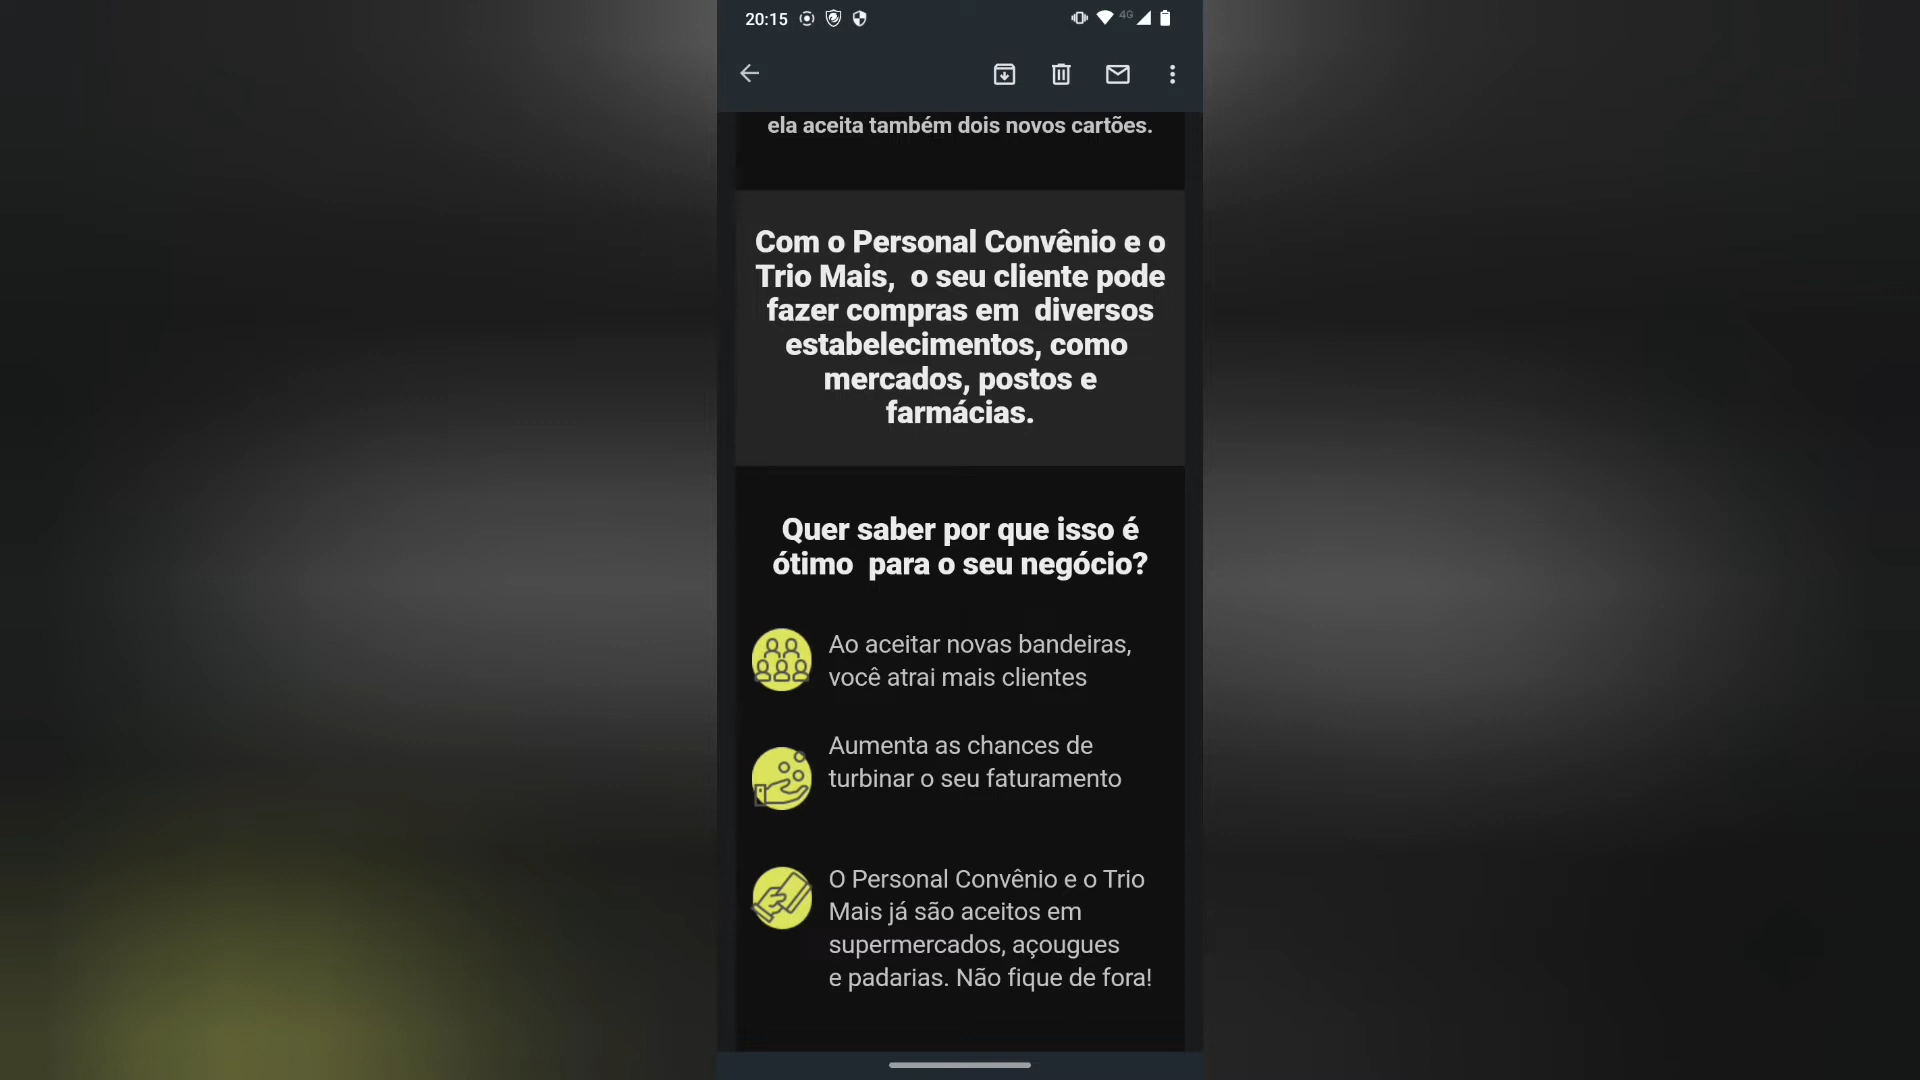 20:15
4G
ela aceita também dois novos cartões.
Com o Personal Convênio e o
Trio Mais, o seu cliente pode
fazer compras em diversos
estabelecimentos, como
mercados, postos e
farmácias.
Quer saber por que isso é
ótimo para o seu negócio?
Ao aceitar novas bandeiras,
você atrai mais clientes
Aumenta as chances de
turbinar o seu faturamento
O Personal Convênio e o Trio
Mais já são aceitos em
supermercados, açougues
e padarias. Não fique de fora!